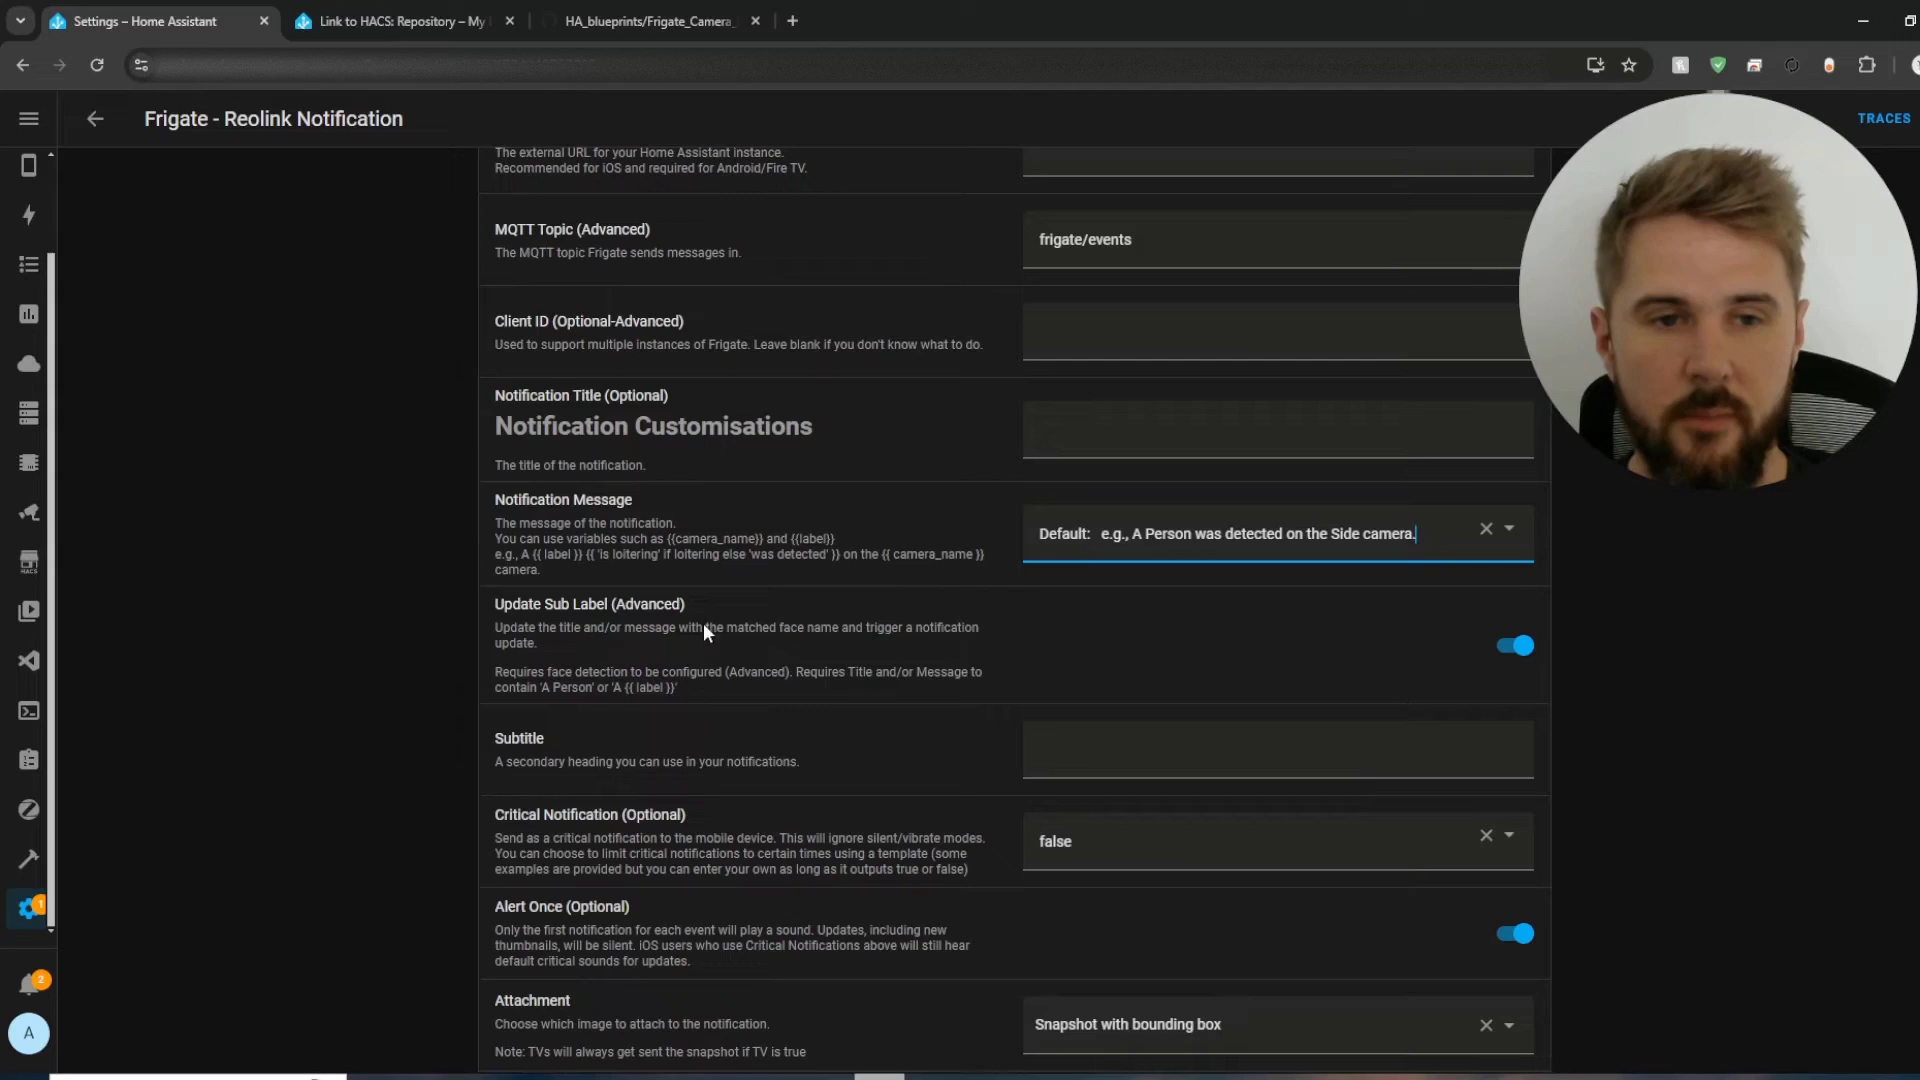 Settings – Home Assistant
Link to HACS: Repository – My
HA_blueprints/Frigate_Camera_
Frigate - Reolink Notification
TRACES
The external URL for your Home Assistant instance.
Recommended for iOS and required for Android/Fire TV.
MQTT Topic (Advanced)
The MQTT topic Frigate sends messages in.
frigate/events
Client ID (Optional-Advanced)
Used to support multiple instances of Frigate. Leave blank if you don't know what to do.
Notification Title (Optional)
Notification Customisations
The title of the notification.
Notification Message
The message of the notification.
You can use variables such as {{camera_name}} and {{label}}
e.g., A {{ label }} {{ 'is loitering' if loitering else 'was detected' }} on the {{ camera_name }}
camera.
Default:   e.g., A Person was detected on the Side camera.
Update Sub Label (Advanced)
Update the title and/or message with the matched face name and trigger a notification
update.
Requires face detection to be configured (Advanced). Requires Title and/or Message to
contain 'A Person' or 'A {{ label }}'
Subtitle
A secondary heading you can use in your notifications.
Critical Notification (Optional)
Send as a critical notification to the mobile device. This will ignore silent/vibrate modes.
You can choose to limit critical notifications to certain times using a template (some
examples are provided but you can enter your own as long as it outputs true or false)
false
Alert Once (Optional)
Only the first notification for each event will play a sound. Updates, including new
thumbnails, will be silent. iOS users who use Critical Notifications above will still hear
default critical sounds for updates.
Attachment
Choose which image to attach to the notification.
Note: TVs will always get sent the snapshot if TV is true
Snapshot with bounding box
HACS
1
2
A